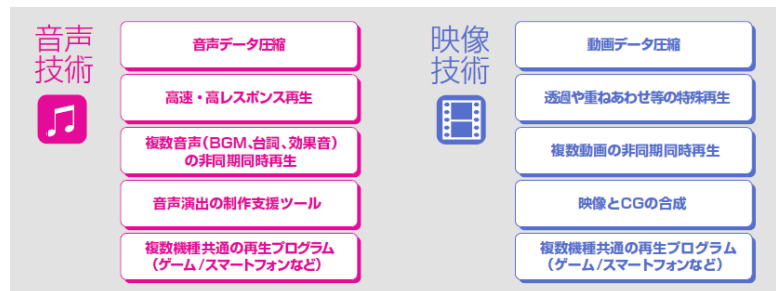 音声
技術
音声データ圧縮
高速・高レスポンス再生
複数音声（BGM、台詞、効果音）
の非同期同時再生
音声演出の制作支援ツール
複数機種共通の再生プログラム
（ゲーム/スマートフォンなど）
映像
技術
動画データ圧縮
透過や重ねあわせ等の特殊再生
複数動画の非同期同時再生
映像とCGの合成
複数機種共通の再生プログラム
（ゲーム/スマートフォンなど）